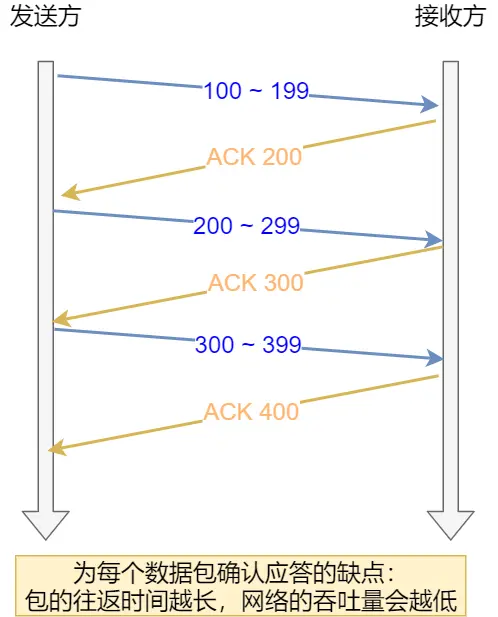 发送方 接收方
100 ~ 199
ACK 200
200 ~ 299
ACK 300
300 ~ 399
ACK 400
为每个数据包确认应答的缺点：
包的往返时间越长，网络的吞吐量会越低